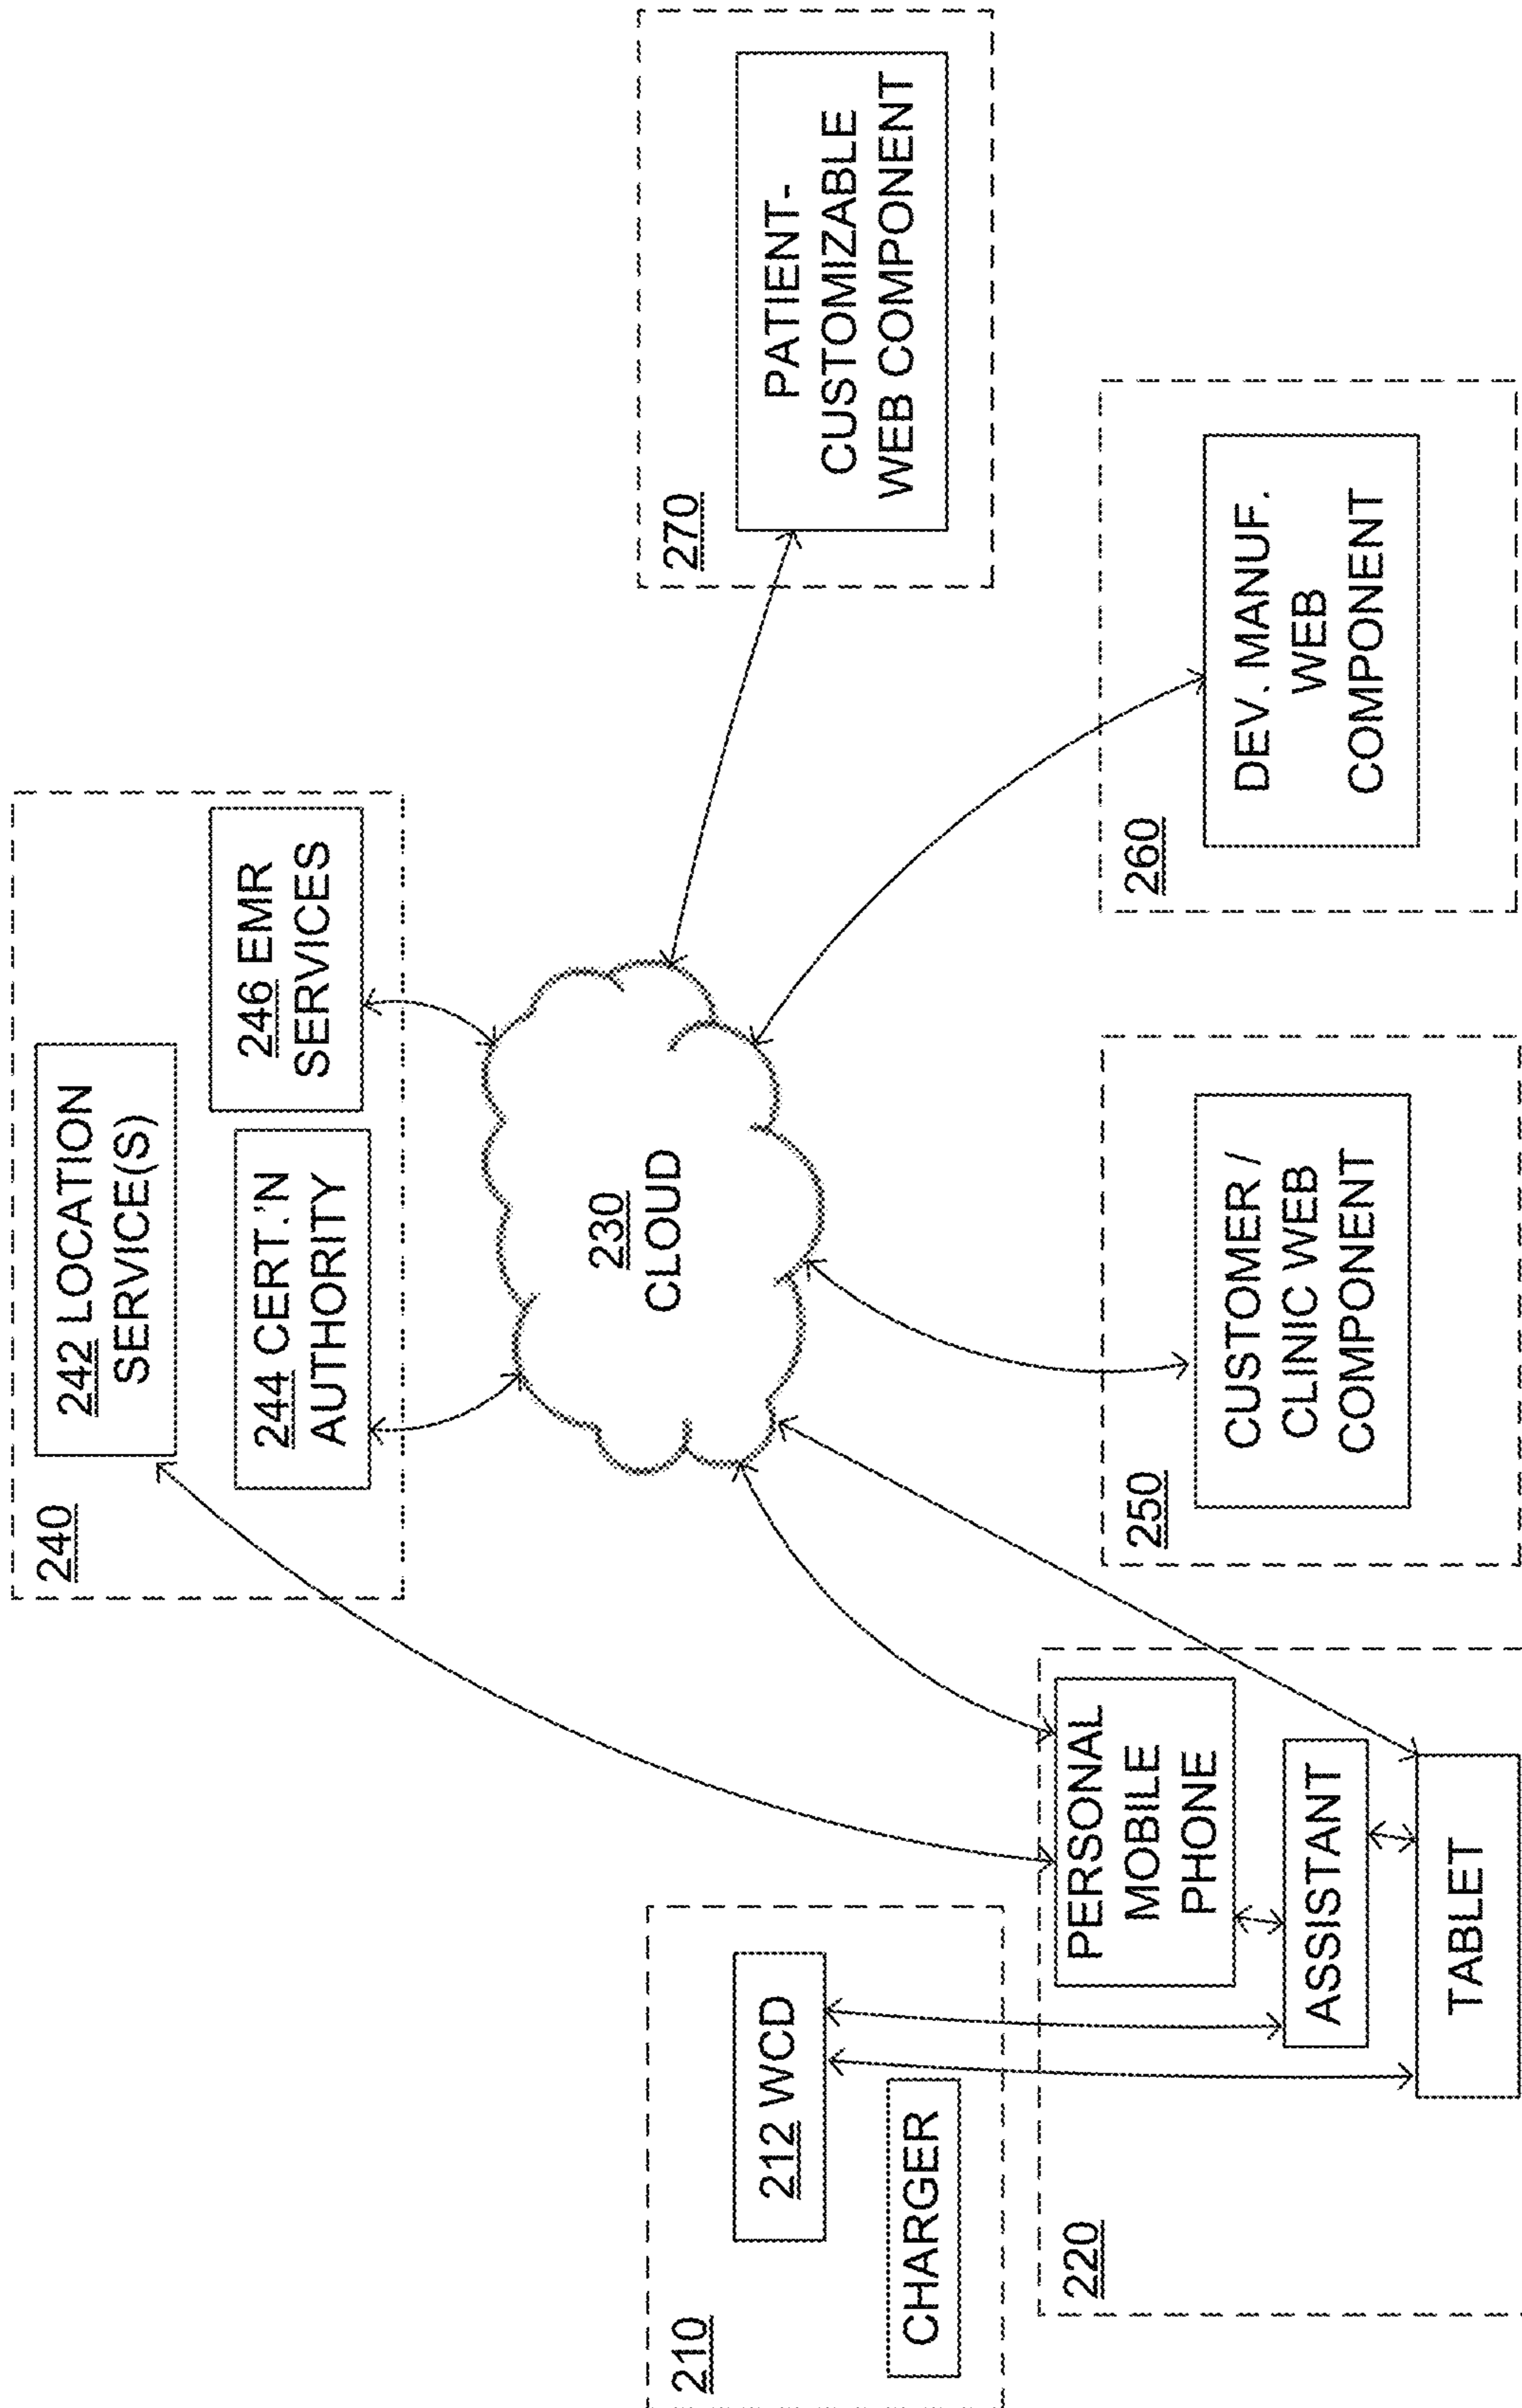 240
242 LOCATION
SERVICE(S)
244 CERT.'N
AUTHORITY
246 EMR
SERVICES
210
212 WCD
CHARGER
230
CLOUD
270
PATIENT-
CUSTOMIZABLE
WEB COMPONENT
220
PERSONAL
MOBILE
PHONE
ASSISTANT
TABLET
250
CUSTOMER /
CLINIC WEB
COMPONENT
260
DEV. MANUF.
WEB
COMPONENT